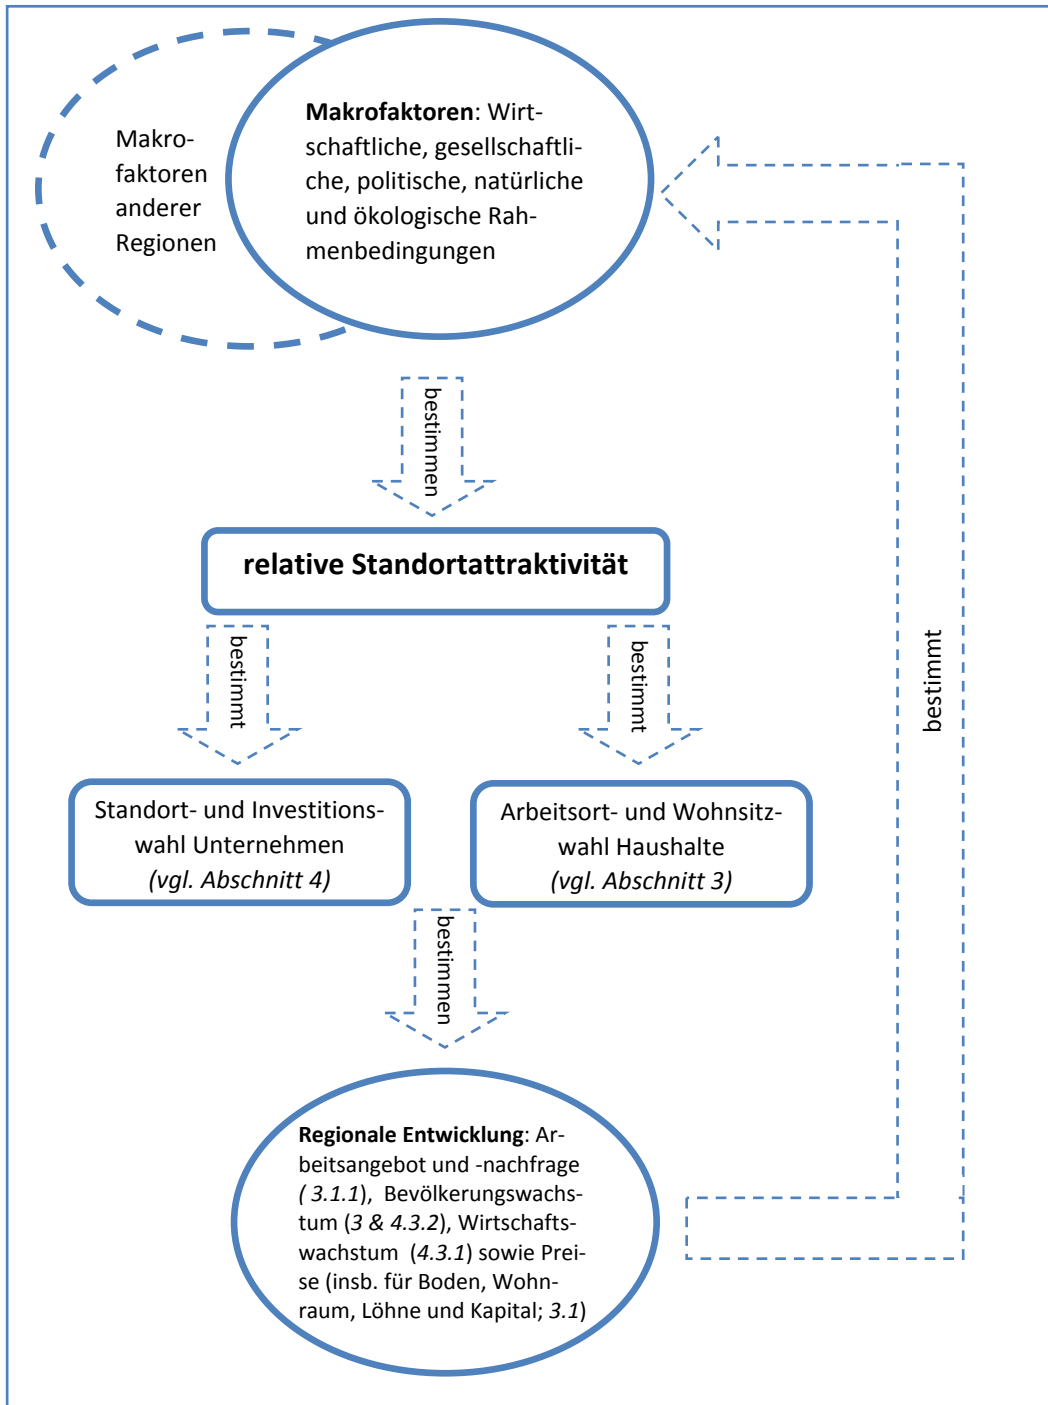 Makro-
faktoren
anderer
Regionen
Makrofaktoren: Wirt-
schaftliche, gesellschaftli-
che, politische, natürliche
und ökologische Rah-
menbedingungen
bestimmen
relative Standortattraktivität
bestimmt
bestimmt
Standort- und Investitions-
wahl Unternehmen
(vgl. Abschnitt 4)
Arbeitsort- und Wohnsitz-
wahl Haushalte
(vgl. Abschnitt 3)
bestimmen
Regionale Entwicklung: Ar-
beitsangebot und -nachfrage
( 3.1.1), Bevölkerungswachs-
tum (3 & 4.3.2), Wirtschafts-
wachstum (4.3.1) sowie Prei-
se (insb. für Boden, Wohn-
raum, Löhne und Kapital; 3.1)
bestimmt